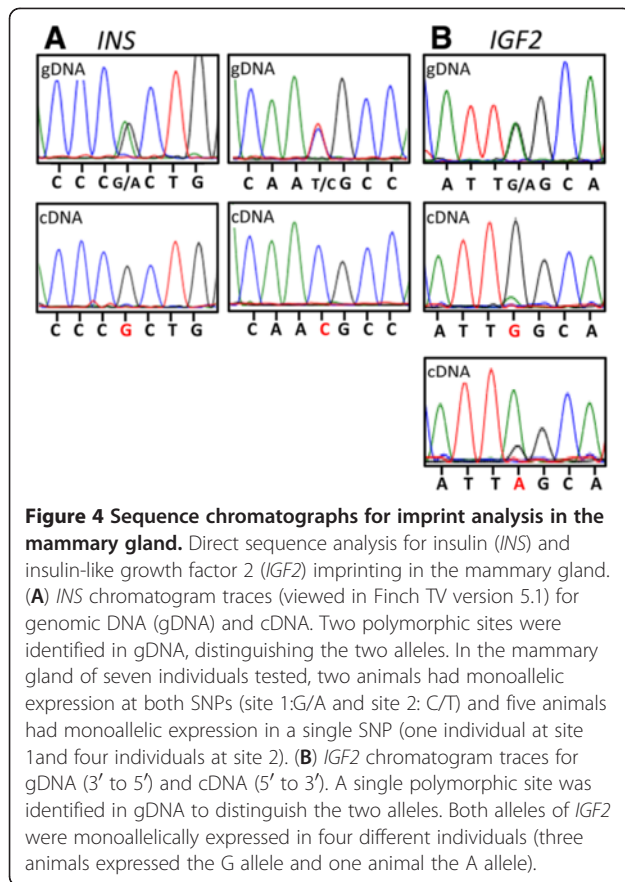 A INS B IGF2
gDNA gDNA
C C C G/A C T G C A A T/C G C C A T T G/A G C A
cDNA cDNA cDNA
C C C G C T G C A A C G C C A T T G G C A
cDNA
A T T A G C A
Figure 4 Sequence chromatographs for imprint analysis in the
mammary gland. Direct sequence analysis for insulin (INS) and
insulin-like growth factor 2 (IGF2) imprinting in the mammary gland.
(A) INS chromatogram traces (viewed in Finch TV version 5.1) for
genomic DNA (gDNA) and cDNA. Two polymorphic sites were
identified in gDNA, distinguishing the two alleles. In the mammary
gland of seven individuals tested, two animals had monoallelic
expression at both SNPs (site 1:G/A and site 2: C/T) and five animals
had monoallelic expression in a single SNP (one individual at site
1and four individuals at site 2). (B) IGF2 chromatogram traces for
gDNA (3′ to 5′) and cDNA (5′ to 3′). A single polymorphic site was
identified in gDNA to distinguish the two alleles. Both alleles of IGF2
were monoallelically expressed in four different individuals (three
animals expressed the G allele and one animal the A allele).